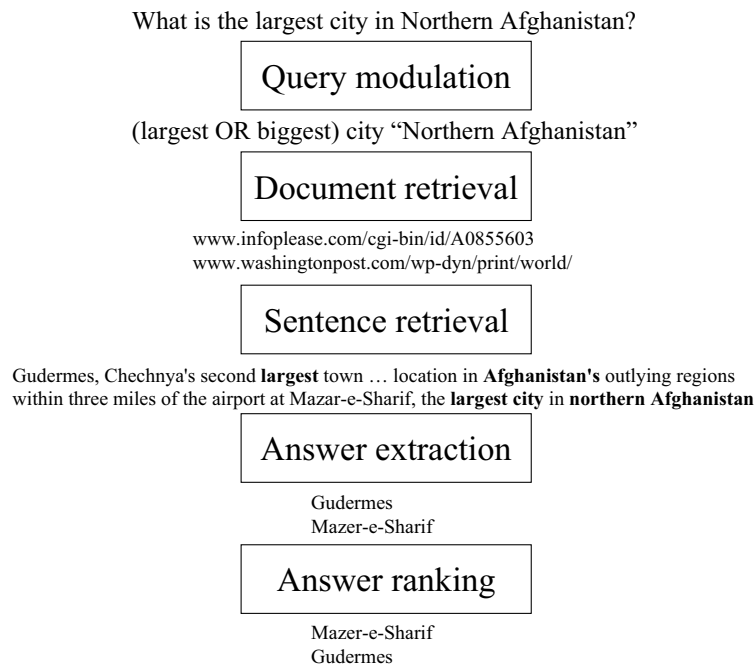 What is the largest city in Northern Afghanistan?
Query modulation
(largest OR biggest) city “Northern Afghanistan”
Document retrieval
www.infoplease.com/cgi-bin/id/A0855603
www.washingtonpost.com/wp-dyn/print/world/
Sentence retrieval
Gudermes, Chechnya's second largest town … location in Afghanistan's outlying regions
within three miles of the airport at Mazar-e-Sharif, the largest city in northern Afghanistan
Answer extraction
Gudermes
Mazer-e-Sharif
Answer ranking
Mazer-e-Sharif
Gudermes